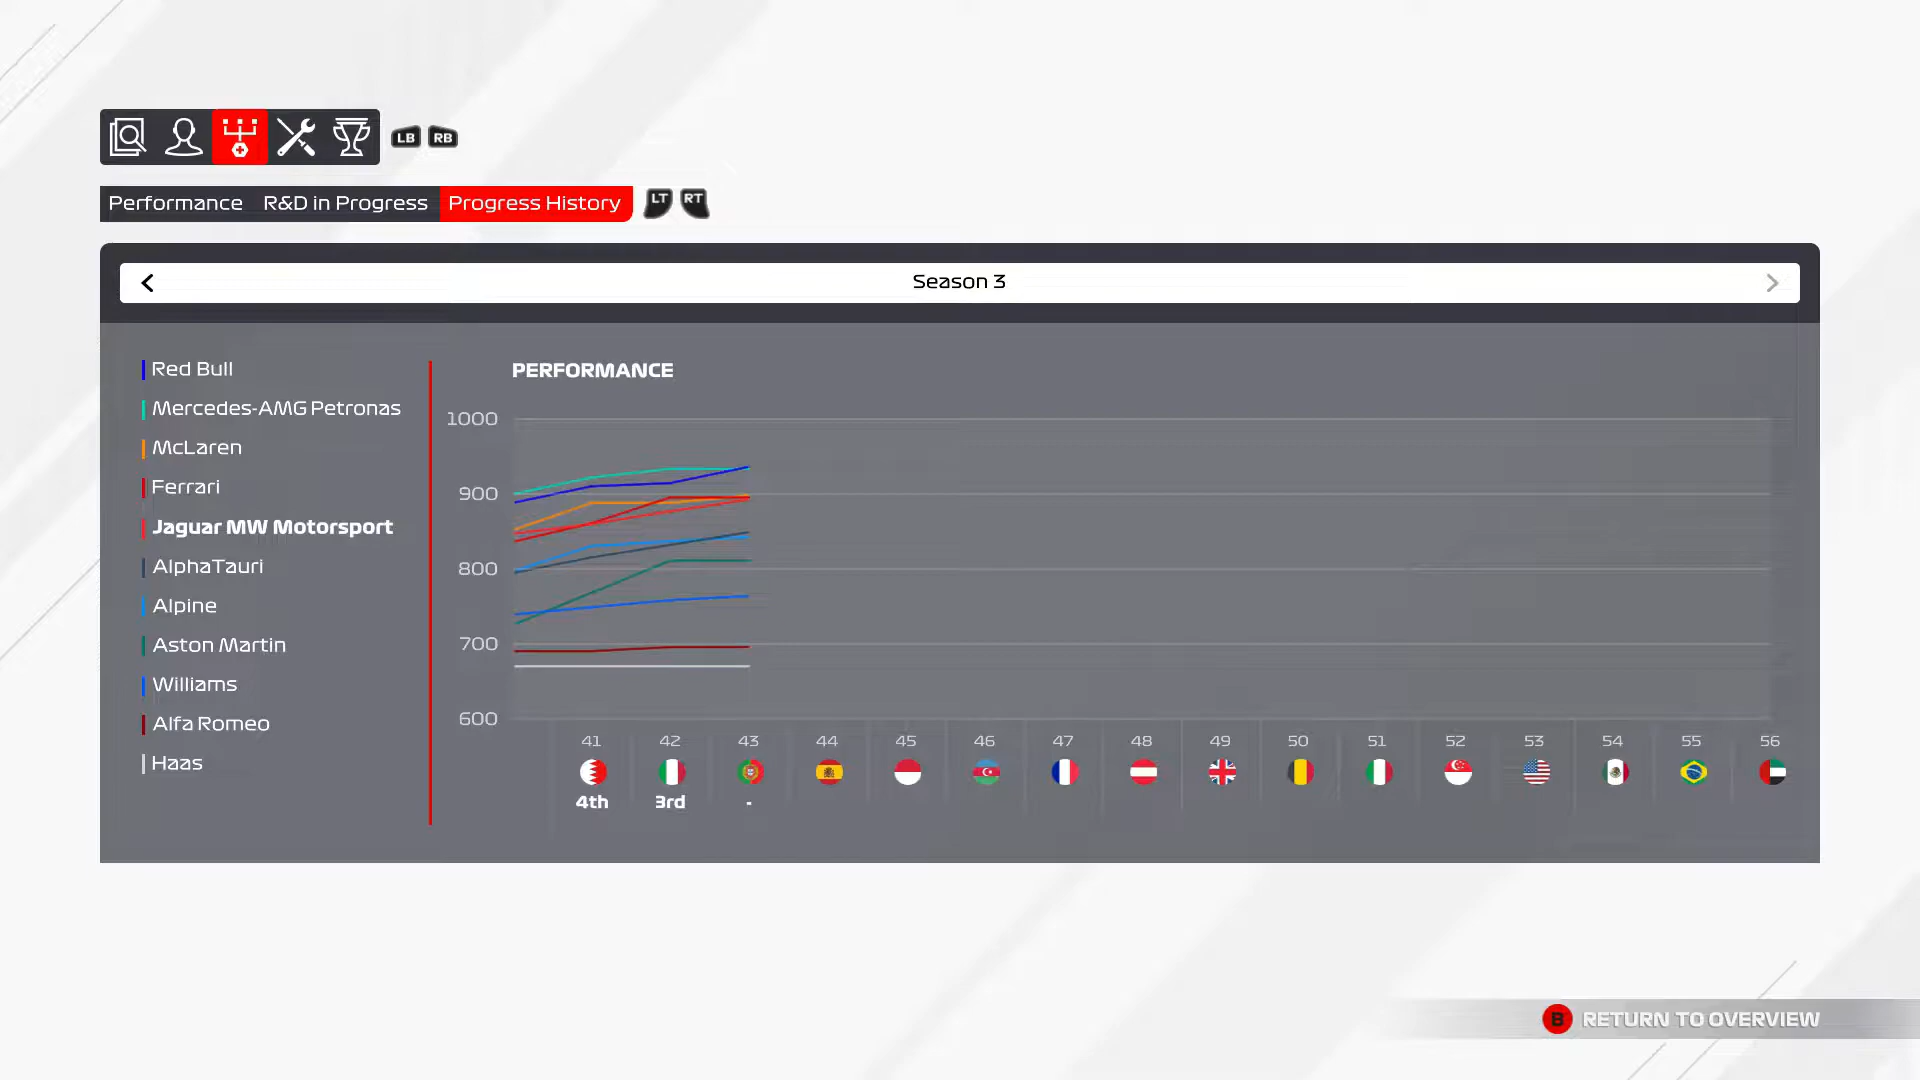 LB RB
Performance R&D in Progress Progress History LT RT
Season 3
Red Bull
Mercedes-AMG Petronas
McLaren
Ferrari
Jaguar MW Motorsport
AlphaTauri
Alpine
Aston Martin
Williams
Alfa Romeo
Haas
PERFORMANCE
1000
900
800
700
600
41 42 43 44 45 46 47 48 49 50 51 52 53 54 55 56
4th 3rd -
B RETURN TO OVERVIEW